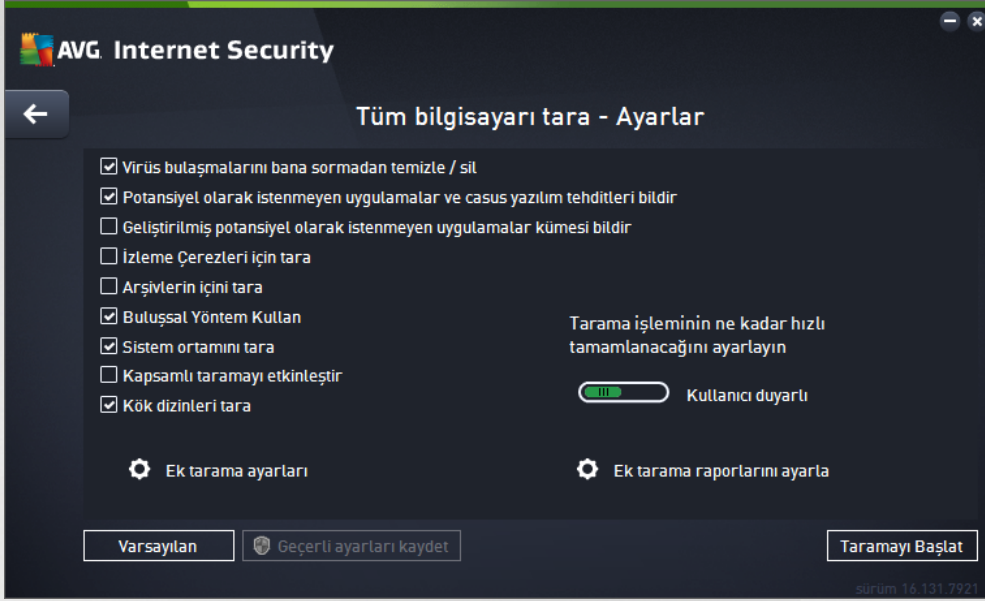 AVG. Internet Security
Tüm bilgisayarı tara - Ayarlar
Virüs bulaşmalarını bana sormadan temizle / sil
Potansiyel olarak istenmeyen uygulamalar ve casus yazılım tehditleri bildir
Geliştirilmiş potansiyel olarak istenmeyen uygulamalar kümesi bildir
İzleme Çerezleri için tara
Arşivlerin içini tara
Buluşsal Yöntem Kullan
Sistem ortamını tara
Kapsamlı taramayı etkinleştir
Kök dizinleri tara
Tarama işleminin ne kadar hızlı
tamamlanacağını ayarlayın
Kullanıcı duyarlı
Ek tarama ayarları
Ek tarama raporlarını ayarla
Varsayılan
Geçerli ayarları kaydet
Taramayı Başlat
sürüm 16.131.7921